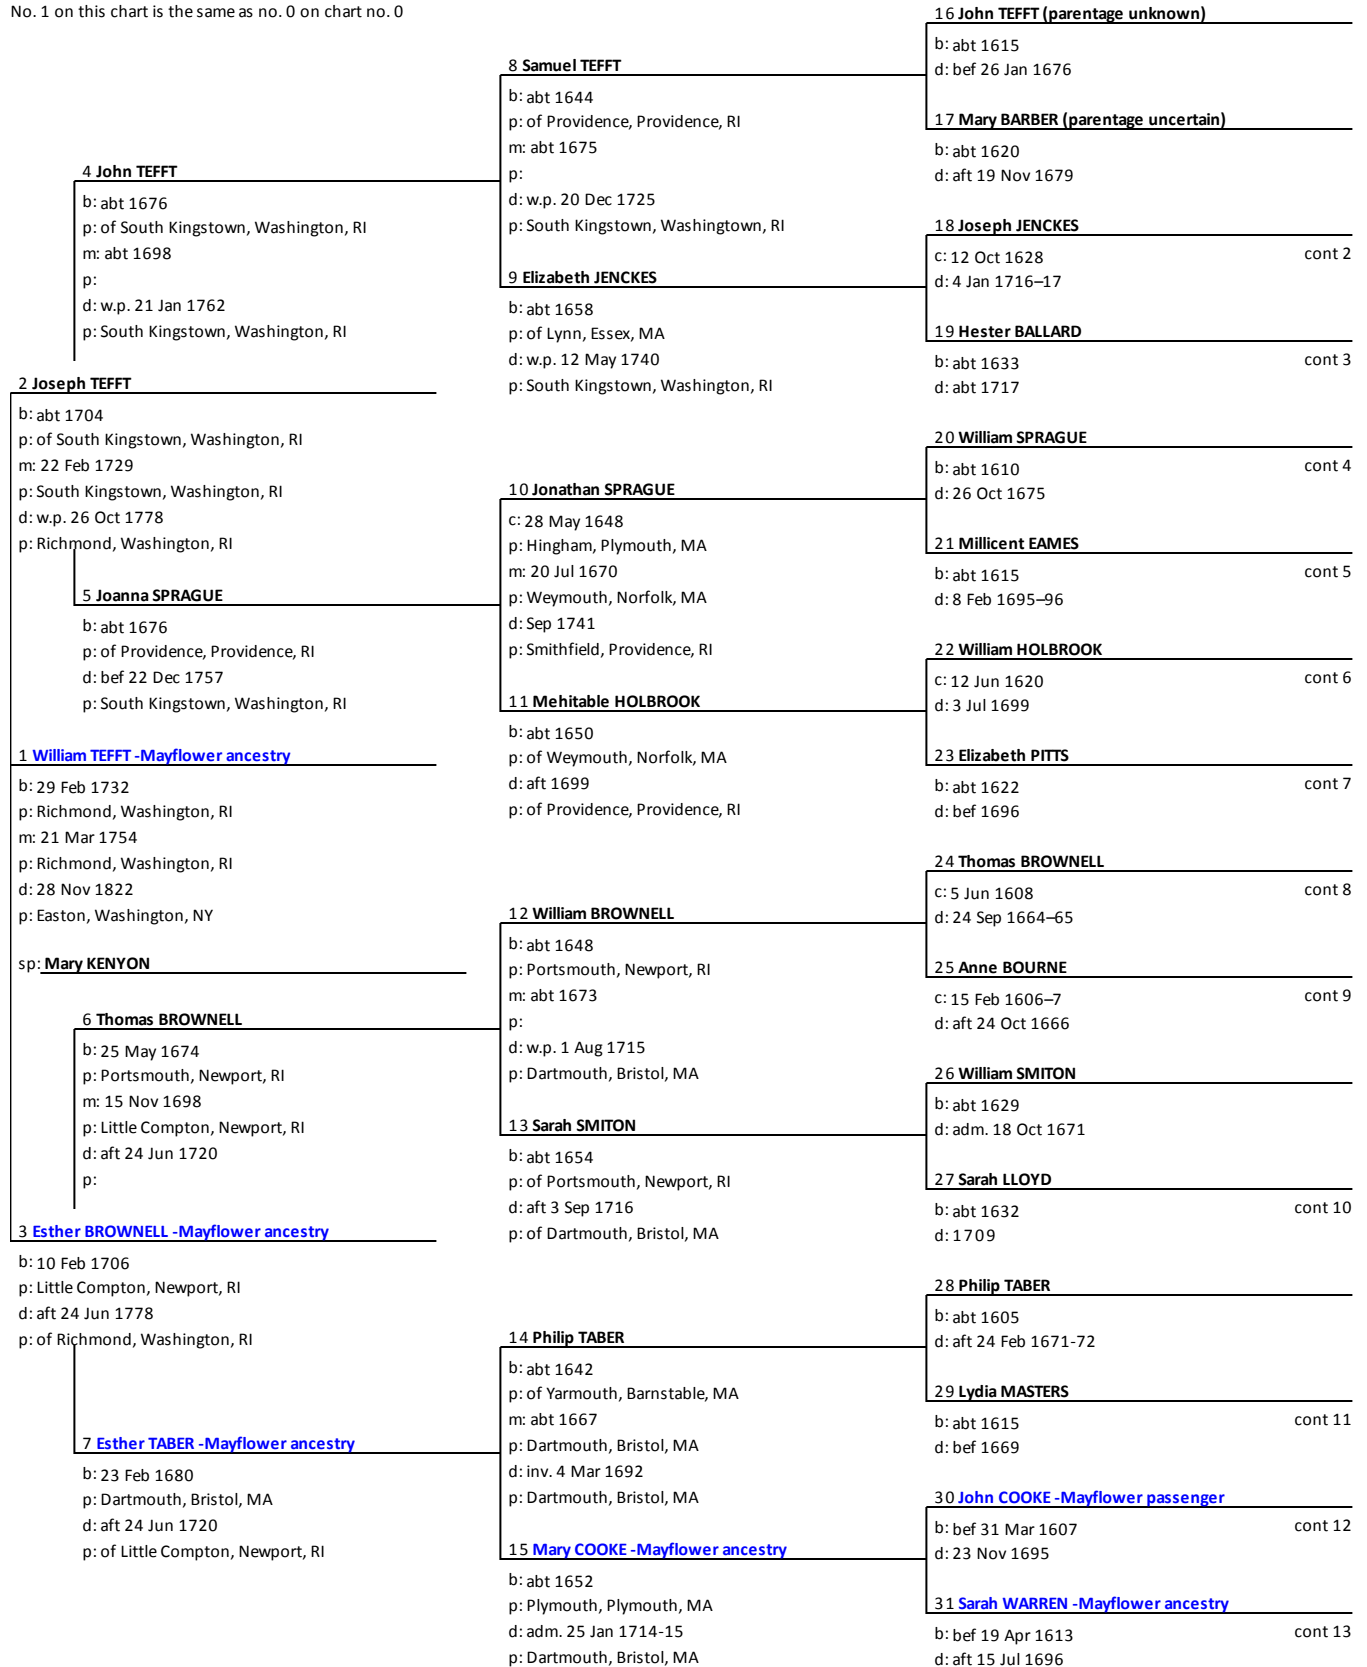 No. 1 on this chart is the same as no. 0 on chart no. 0
2 Joseph TEFFT
b: abt 1704
p: of South Kingstown, Washington, RI
m: 22 Feb 1729
p: South Kingstown, Washington, RI
d: w.p. 26 Oct 1778
p: Richmond, Washington, RI
1 William TEFFT -Mayflower ancestry
b: 29 Feb 1732
p: Richmond, Washington, RI
m: 21 Mar 1754
p: Richmond, Washington, RI
d: 28 Nov 1822
p: Easton, Washington, NY
sp: Mary KENYON
3 Esther BROWNELL -Mayflower ancestry
b: 10 Feb 1706
p: Little Compton, Newport, RI
d: aft 24 Jun 1778
p: of Richmond, Washington, RI
4 John TEFFT
b: abt 1676
p: of South Kingstown, Washington, RI
m: abt 1698
p:
d: w.p. 21 Jan 1762
p: South Kingstown, Washington, RI
5 Joanna SPRAGUE
b: abt 1676
p: of Providence, Providence, RI
d: bef 22 Dec 1757
p: South Kingstown, Washington, RI
6 Thomas BROWNELL
b: 25 May 1674
p: Portsmouth, Newport, RI
m: 15 Nov 1698
p: Little Compton, Newport, RI
d: aft 24 Jun 1720
p:
7 Esther TABER -Mayflower ancestry
b: 23 Feb 1680
p: Dartmouth, Bristol, MA
d: aft 24 Jun 1720
p: of Little Compton, Newport, RI
8 Samuel TEFFT
b: abt 1644
p: of Providence, Providence, RI
m: abt 1675
p:
d: w.p. 20 Dec 1725
p: South Kingstown, Washingtown, RI
9 Elizabeth JENCKES
b: abt 1658
p: of Lynn, Essex, MA
d: w.p. 12 May 1740
p: South Kingstown, Washington, RI
10 Jonathan SPRAGUE
c: 28 May 1648
p: Hingham, Plymouth, MA
m: 20 Jul 1670
p: Weymouth, Norfolk, MA
d: Sep 1741
p: Smithfield, Providence, RI
11 Mehitable HOLBROOK
b: abt 1650
p: of Weymouth, Norfolk, MA
d: aft 1699
p: of Providence, Providence, RI
12 William BROWNELL
b: abt 1648
p: Portsmouth, Newport, RI
m: abt 1673
p:
d: w.p. 1 Aug 1715
p: Dartmouth, Bristol, MA
13 Sarah SMITON
b: abt 1654
p: of Portsmouth, Newport, RI
d: aft 3 Sep 1716
p: of Dartmouth, Bristol, MA
14 Philip TABER
b: abt 1642
p: of Yarmouth, Barnstable, MA
m: abt 1667
p: Dartmouth, Bristol, MA
d: inv. 4 Mar 1692
p: Dartmouth, Bristol, MA
15 Mary COOKE -Mayflower ancestry
b: abt 1652
p: Plymouth, Plymouth, MA
d: adm. 25 Jan 1714-15
p: Dartmouth, Bristol, MA
16 John TEFFT (parentage unknown)
b: abt 1615
d: bef 26 Jan 1676
17 Mary BARBER (parentage uncertain)
b: abt 1620
d: aft 19 Nov 1679
18 Joseph JENCKES
c: 12 Oct 1628 cont 2
d: 4 Jan 1716–17
19 Hester BALLARD
b: abt 1633 cont 3
d: abt 1717
20 William SPRAGUE
b: abt 1610 cont 4
d: 26 Oct 1675
21 Millicent EAMES
b: abt 1615 cont 5
d: 8 Feb 1695–96
22 William HOLBROOK
c: 12 Jun 1620 cont 6
d: 3 Jul 1699
23 Elizabeth PITTS
b: abt 1622 cont 7
d: bef 1696
24 Thomas BROWNELL
c: 5 Jun 1608 cont 8
d: 24 Sep 1664–65
25 Anne BOURNE
c: 15 Feb 1606–7 cont 9
d: aft 24 Oct 1666
26 William SMITON
b: abt 1629
d: adm. 18 Oct 1671
27 Sarah LLOYD
b: abt 1632 cont 10
d: 1709
28 Philip TABER
b: abt 1605
d: aft 24 Feb 1671-72
29 Lydia MASTERS
b: abt 1615 cont 11
d: bef 1669
30 John COOKE -Mayflower passenger
b: bef 31 Mar 1607 cont 12
d: 23 Nov 1695
31 Sarah WARREN -Mayflower ancestry
b: bef 19 Apr 1613 cont 13
d: aft 15 Jul 1696